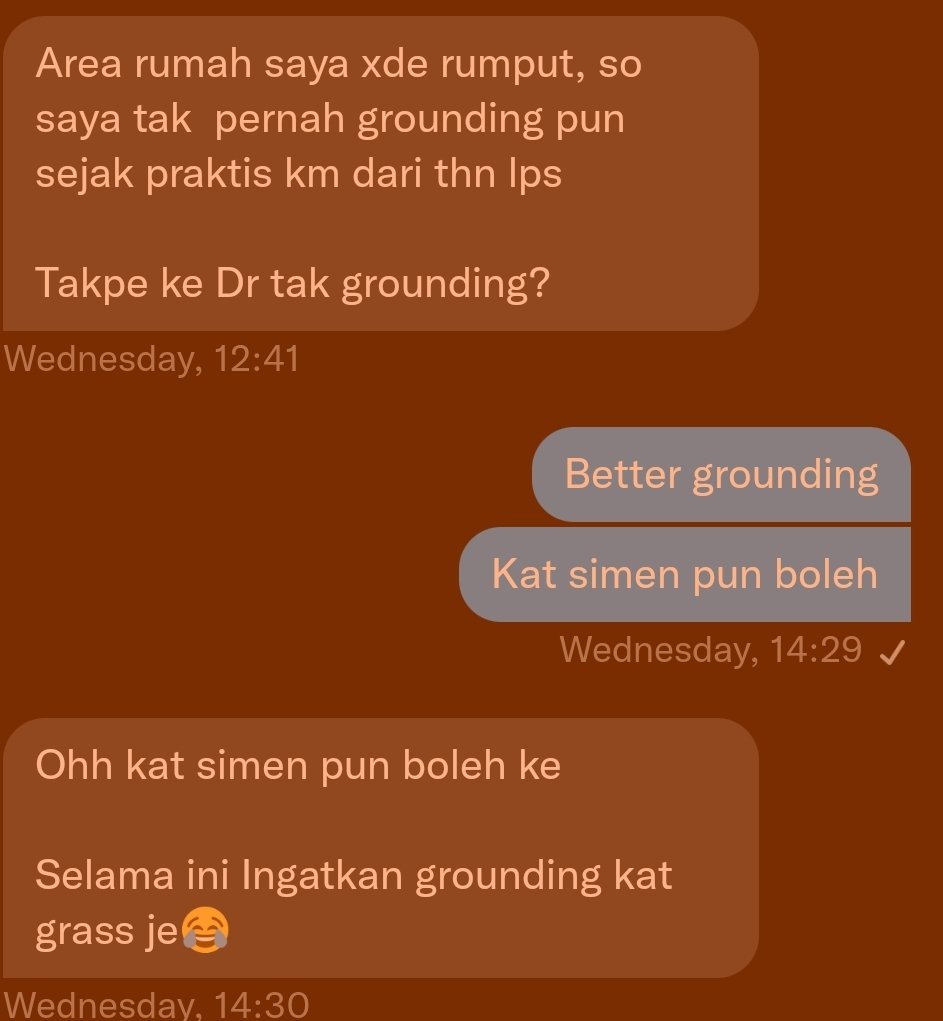 Area rumah saya xde rumput, so
saya tak  pernah grounding pun
sejak praktis km dari thn lps
Takpe ke Dr tak grounding?
Wednesday, 12:41
Better grounding
Kat simen pun boleh
Wednesday, 14:29 ✓
Ohh kat simen pun boleh ke
Selama ini Ingatkan grounding kat
grass je😂
Wednesday, 14:30